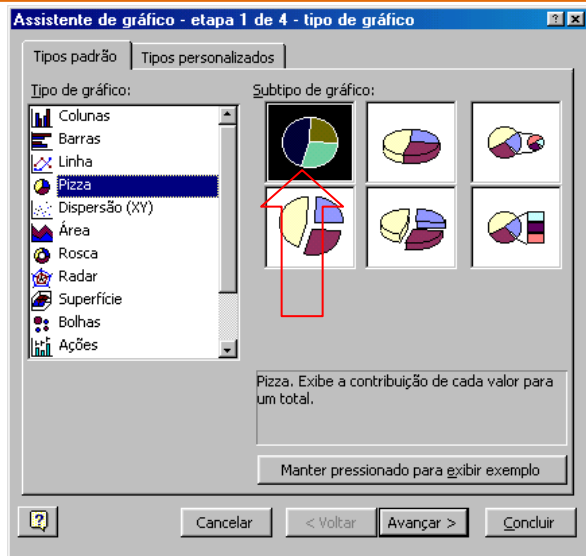 Assistente de gráfico - etapa 1 de 4 - tipo de gráfico
Tipos padrão
Tipos personalizados
Tipo de gráfico:
Colunas
Barras
Linha
Pizza
Dispersão (XY)
Área
Rosca
Radar
Superfície
Bolhas
Ações
Subtipo de gráfico:
Pizza. Exibe a contribuição de cada valor para
um total.
Manter pressionado para exibir exemplo
Cancelar
< Voltar
Avançar >
Concluir